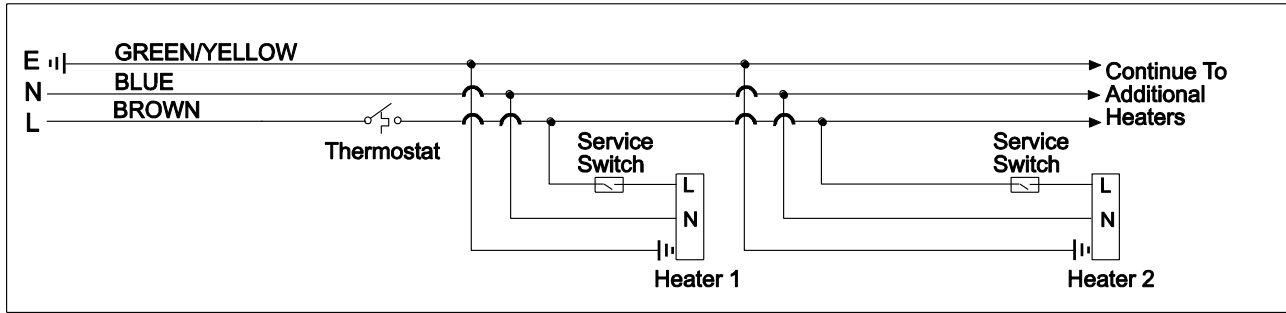 E GREEN/YELLOW
N BLUE
L BROWN
Thermostat
Service
Switch
L
N
Heater 1
Service
Switch
L
N
Heater 2
Continue To
Additional
Heaters